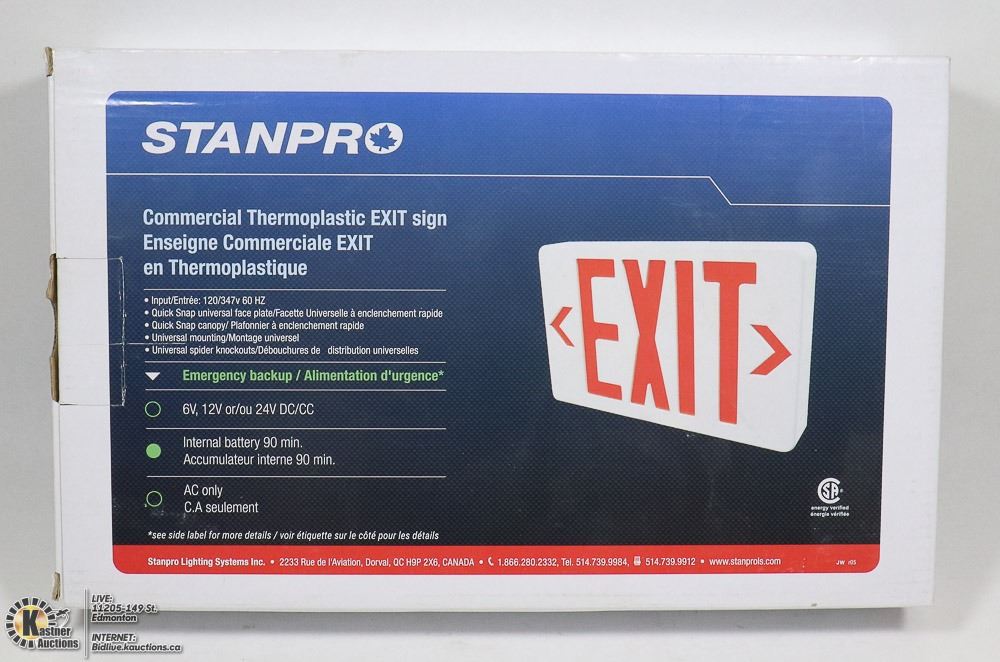 STANPRO
Commercial Thermoplastic EXIT sign
Enseigne Commerciale EXIT
en Thermoplastique
• Input/Entrée: 120/347v 60 HZ
• Quick Snap universal face plate/Facette Universelle à enclenchement rapide
• Quick Snap canopy/ Plafonnier à enclenchement rapide
• Universal mounting/Montage universel
• Universal spider knockouts/Débouchures de distribution universelles
Emergency backup / Alimentation d'urgence*
6V, 12V or/ou 24V DC/CC
Internal battery 90 min.
Accumulateur interne 90 min.
AC only
C.A seulement
*see side label for more details / voir étiquette sur le côté pour les détails
EXIT
CSA®
energy verified
énergie vérifiée
Stanpro Lighting Systems Inc. • 2233 Rue de l'Aviation, Dorval, QC H9P 2X6, CANADA • 1.866.280.2332, Tel. 514.739.9984, 514.739.9912 • www.stanprols.com
JW r05
Kastner
Auctions
LIVE:
11205-149 St.
Edmonton
INTERNET:
Bidlive.kauctions.ca